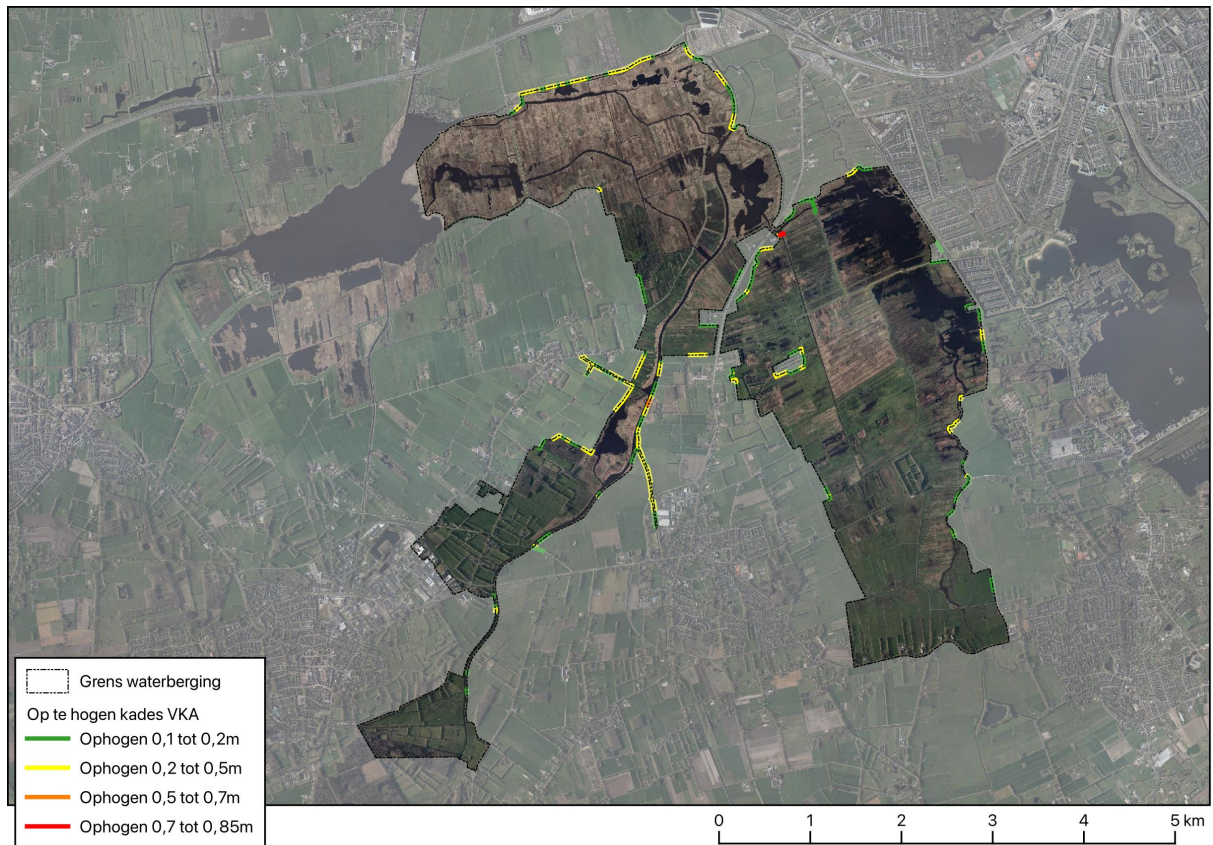 Grens waterberging
Op te hogen kades VKA
Ophogen 0,1 tot 0,2m
Ophogen 0,2 tot 0,5m
Ophogen 0,5 tot 0,7m
Ophogen 0,7 tot 0,85m
0 1 2 3 4 5 km